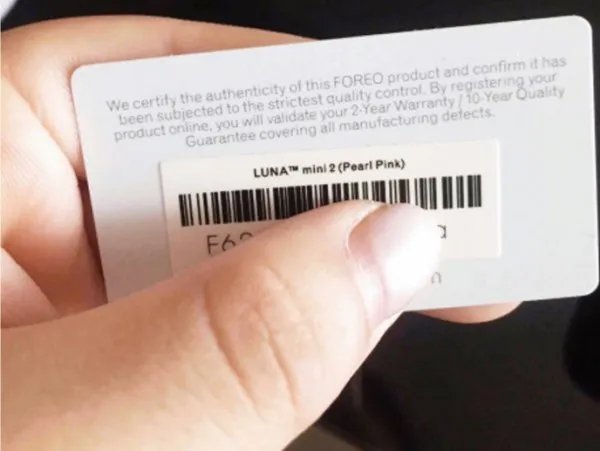 We certify the authenticity of this FOREO product and confirm it has
been subjected to the strictest quality control. By registering your
product online, you will validate your 2-Year Warranty / 10-Year Quality
Guarantee covering all manufacturing defects.
LUNA™ mini 2 (Pearl Pink)